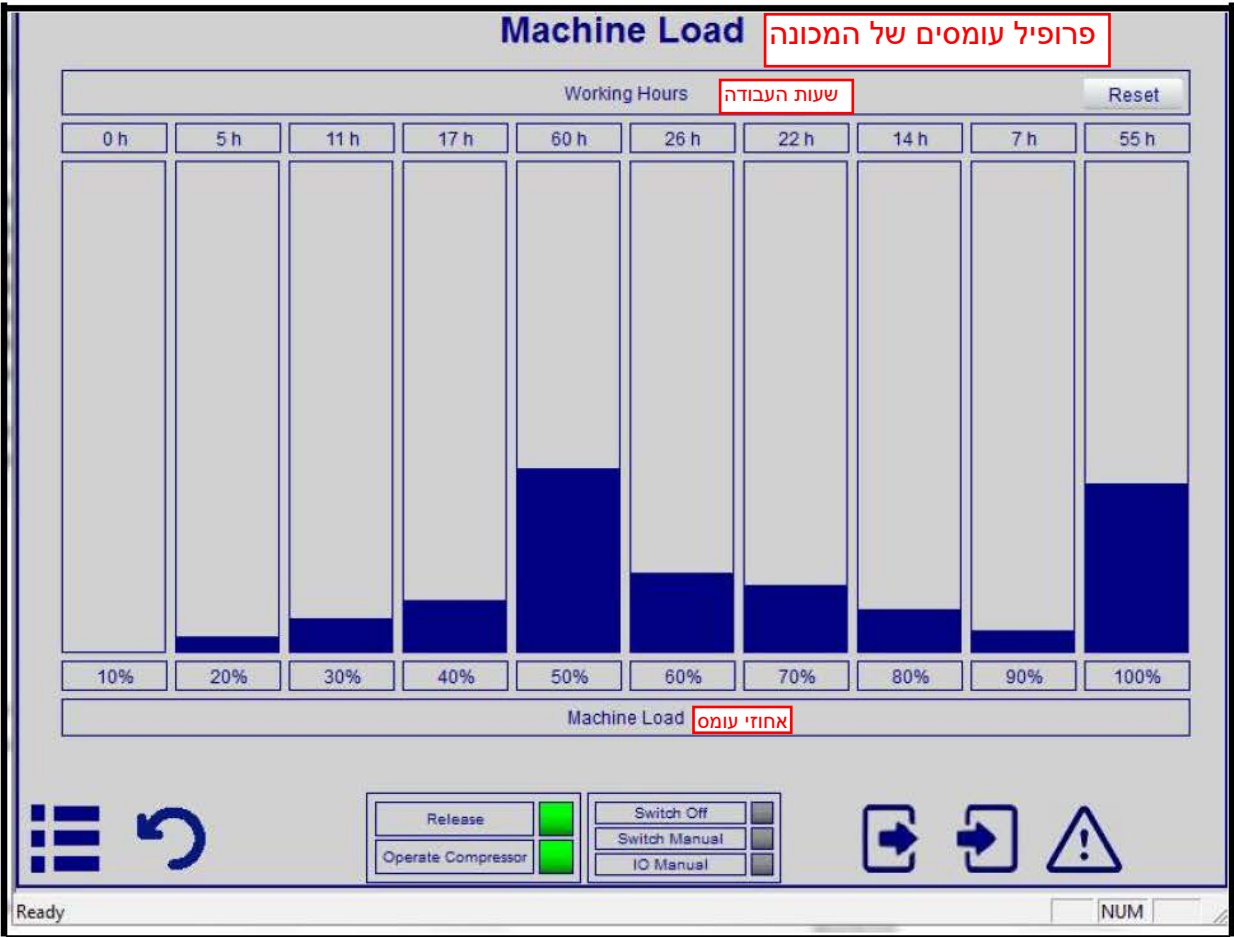 Machine Load פרופיל עומסים של המכונה
Working Hours שעות העבודה Reset
0 h 5 h 11 h 17 h 60 h 26 h 22 h 14 h 7 h 55 h
10% 20% 30% 40% 50% 60% 70% 80% 90% 100%
Machine Load אחוזי עומס
Release
Operate Compressor
Switch Off
Switch Manual
IO Manual
Ready NUM